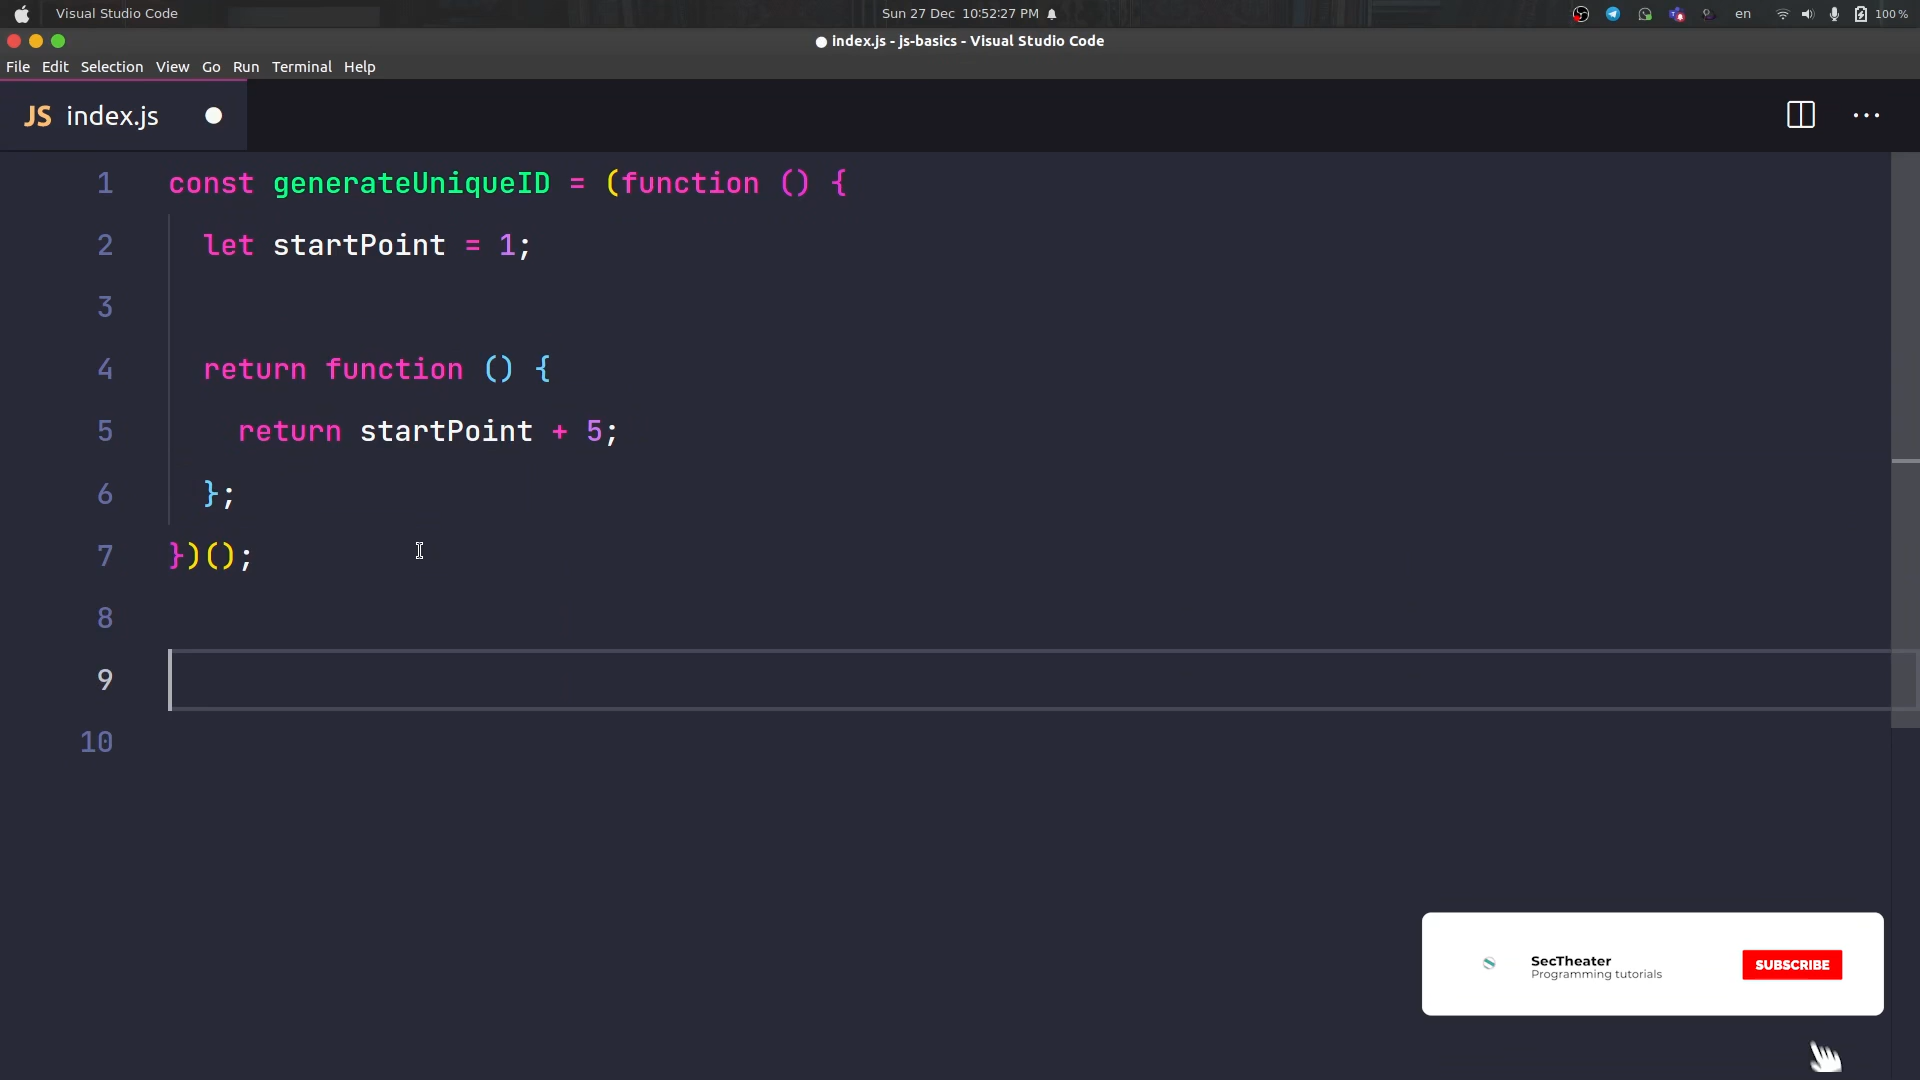 Visual Studio Code
Sun 27 Dec 10:52:27 PM
en
100 %
index.js - js-basics - Visual Studio Code
File Edit Selection View Go Run Terminal Help
JS index.js
1 const generateUniqueID = (function () {
2 let startPoint = 1;
3
4 return function () {
5 return startPoint + 5;
6 };
7 })();
8
9
10
SecTheater
Programming tutorials
SUBSCRIBE